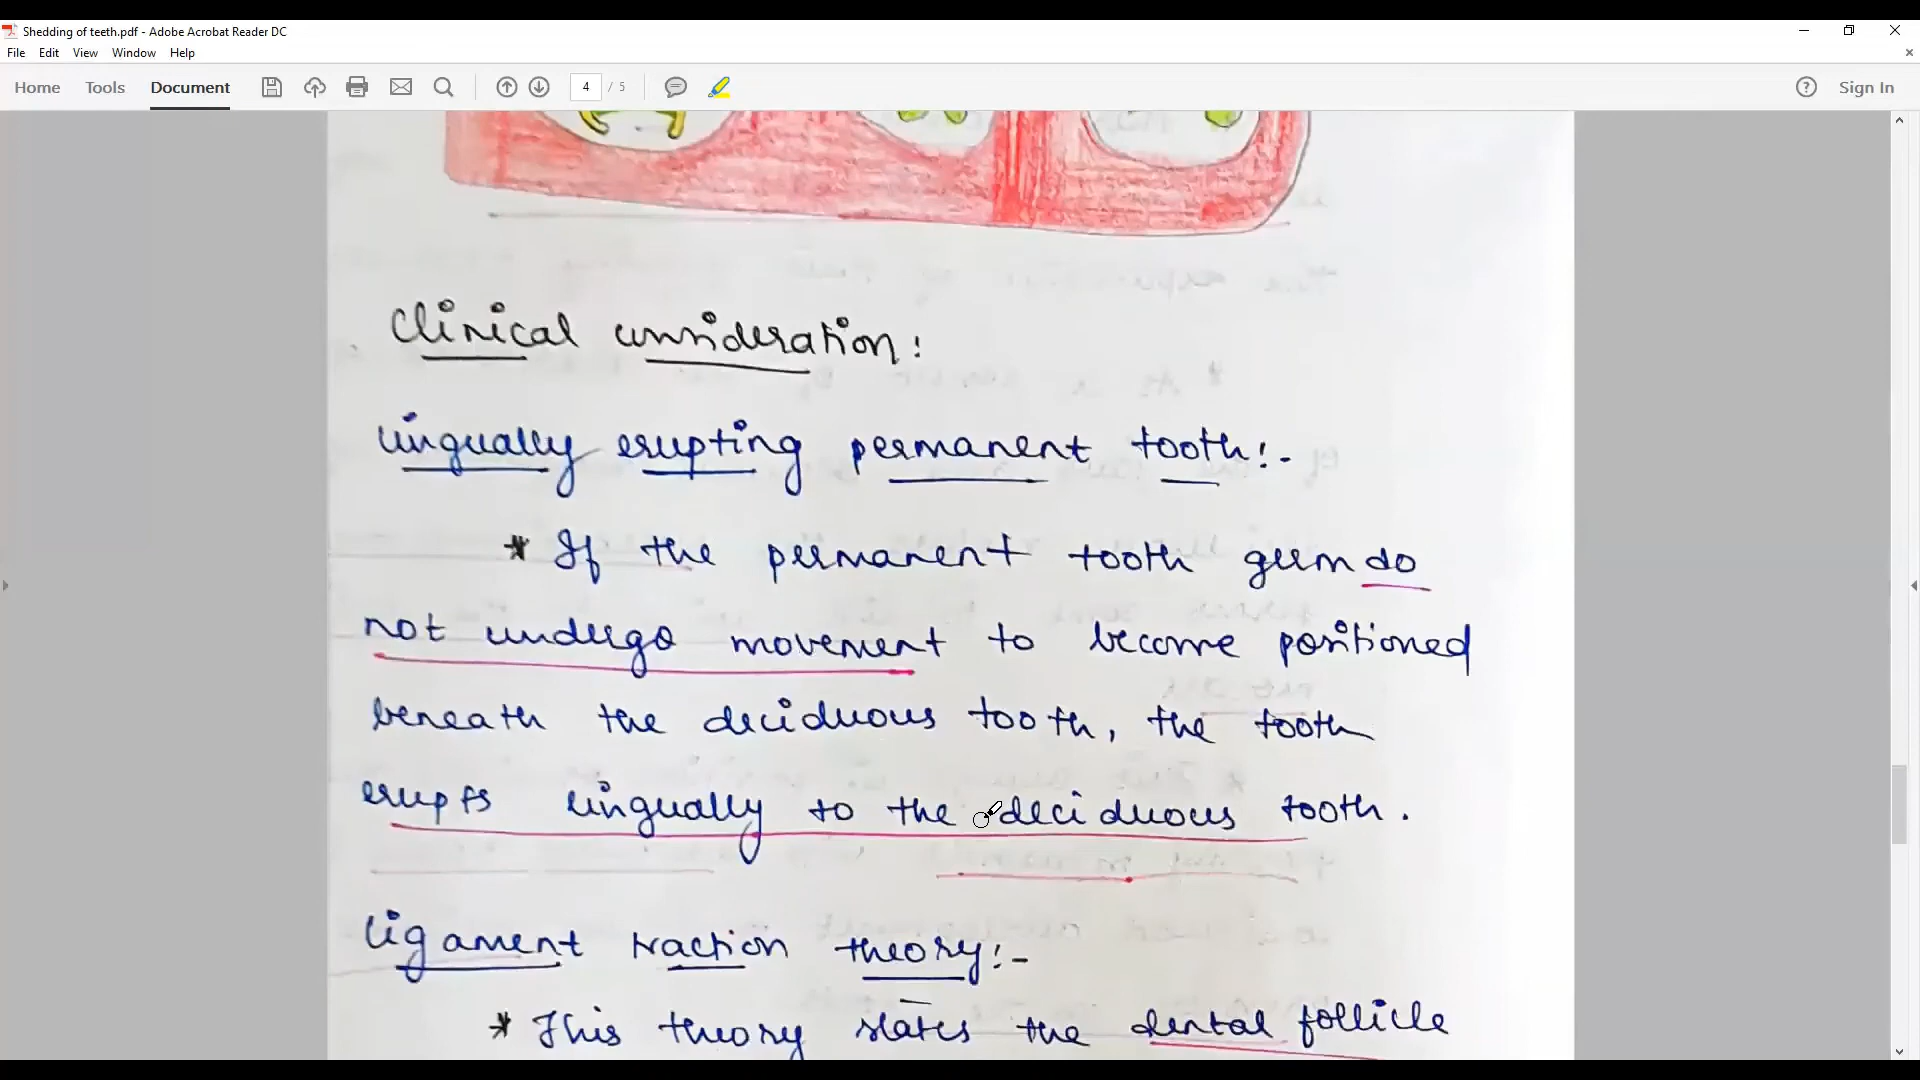 Shedding of teeth.pdf - Adobe Acrobat Reader DC
File Edit View Window Help
Home Tools Document 4 / 5 Sign In
Clinical consideration:
Lingually erupting permanent tooth:-
* If the permanent tooth germ do
not undergo movement to become positioned
beneath the deciduous tooth, the tooth
erupts lingually to the deciduous tooth.
Ligament traction theory:-
* This theory states the dental follicle